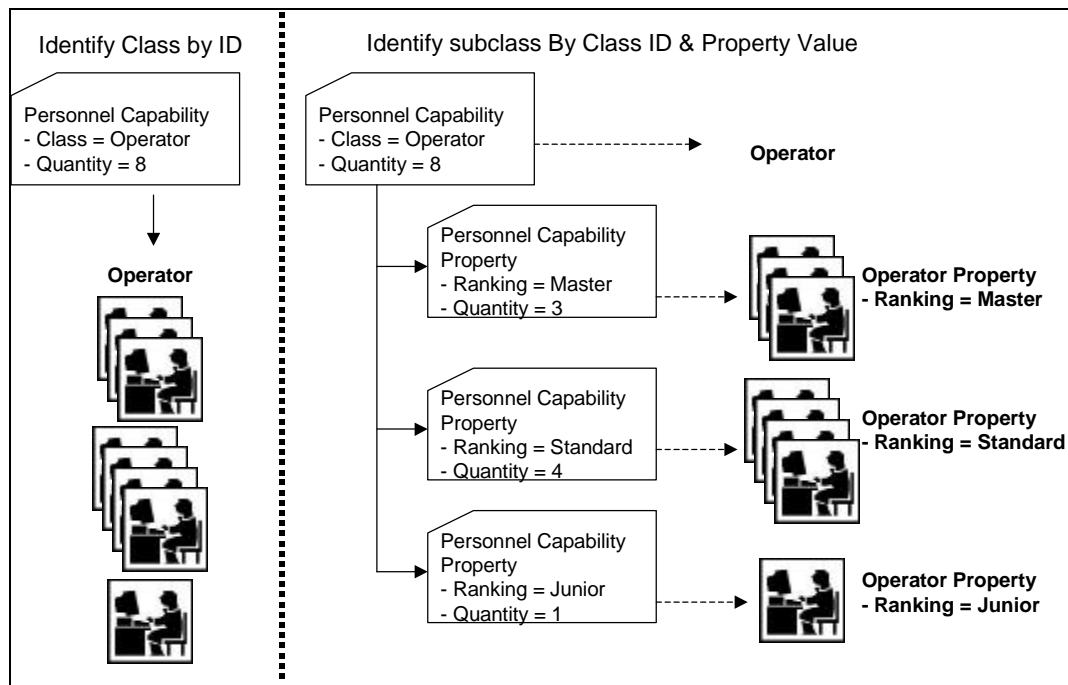 Identify Class by ID
Personnel Capability
- Class = Operator
- Quantity = 8
Operator
Identify subclass By Class ID & Property Value
Personnel Capability
- Class = Operator
- Quantity = 8
Operator
Personnel Capability
Property
- Ranking = Master
- Quantity = 3
Operator Property
- Ranking = Master
Personnel Capability
Property
- Ranking = Standard
- Quantity = 4
Operator Property
- Ranking = Standard
Personnel Capability
Property
- Ranking = Junior
- Quantity = 1
Operator Property
- Ranking = Junior